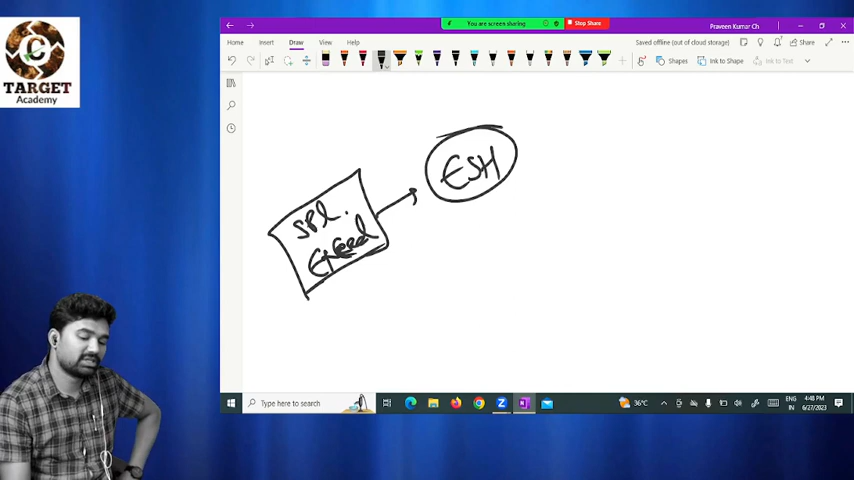 TARGET
Academy
You are screen sharing
Stop Share
Praveen Kumar Ch
Home Insert Draw View Help
Saved offline (out of cloud storage)
Share
Shapes
Ink to Shape
Ink to Text
ESH
Spl.
Type here to search
36°C
ENG
IN
4:48 PM
6/27/2023